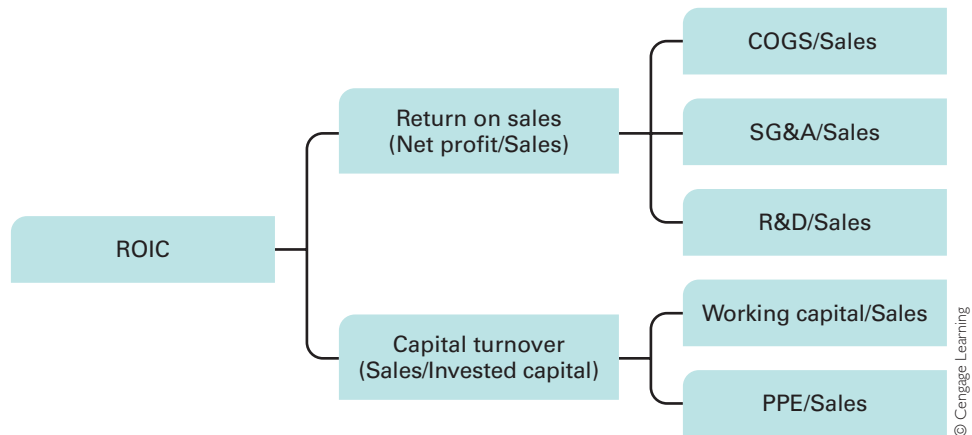 ROIC
Return on sales
(Net profit/Sales)
COGS/Sales
SG&A/Sales
R&D/Sales
Capital turnover
(Sales/Invested capital)
Working capital/Sales
PPE/Sales
© Cengage Learning